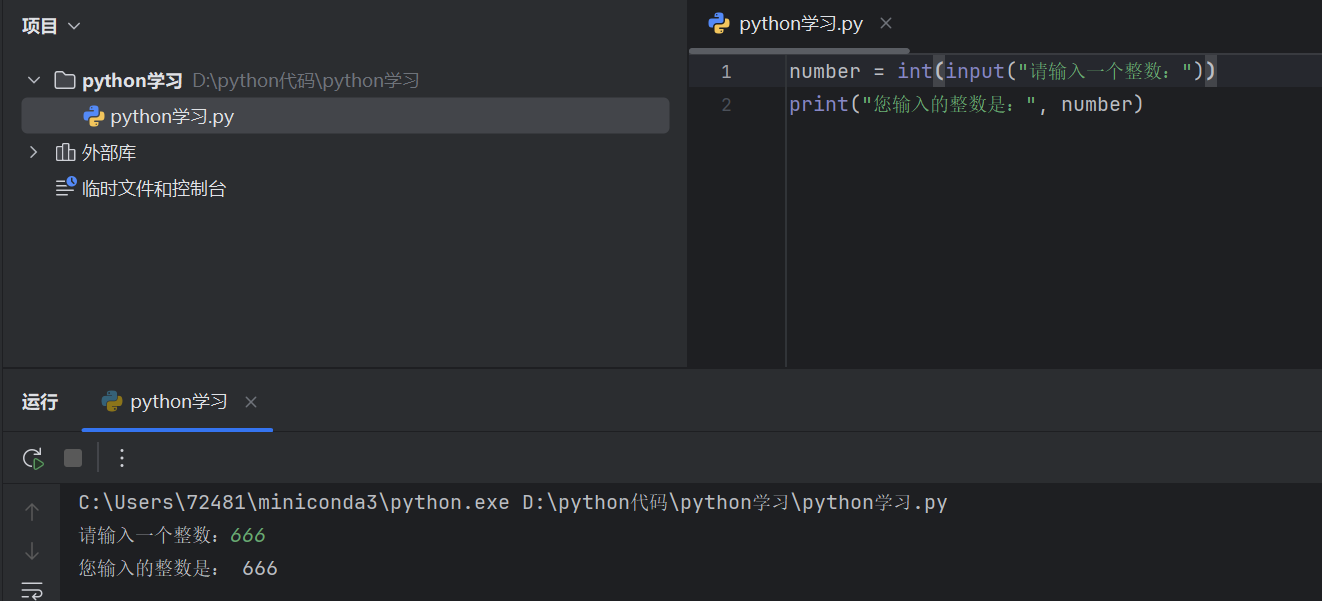 项目
python学习 D:\python代码\python学习
python学习.py
外部库
临时文件和控制台
python学习.py
1 number = int(input("请输入一个整数："))
2 print("您输入的整数是：", number)
运行 python学习
C:\Users\72481\miniconda3\python.exe D:\python代码\python学习\python学习.py
请输入一个整数：666
您输入的整数是： 666